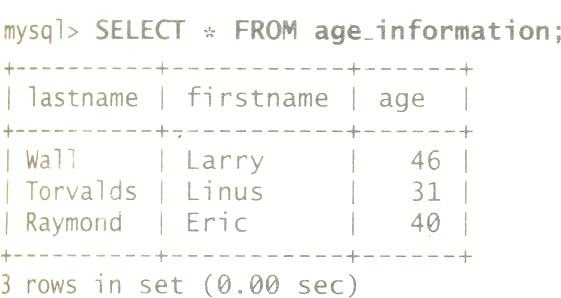 mysql> SELECT * FROM age_information;
+----------+-----------+------+
| lastname | firstname | age  |
+----------+-----------+------+
| Wall     | Larry     |   46 |
| Torvalds | Linus     |   31 |
| Raymond  | Eric      |   40 |
+----------+-----------+------+
3 rows in set (0.00 sec)